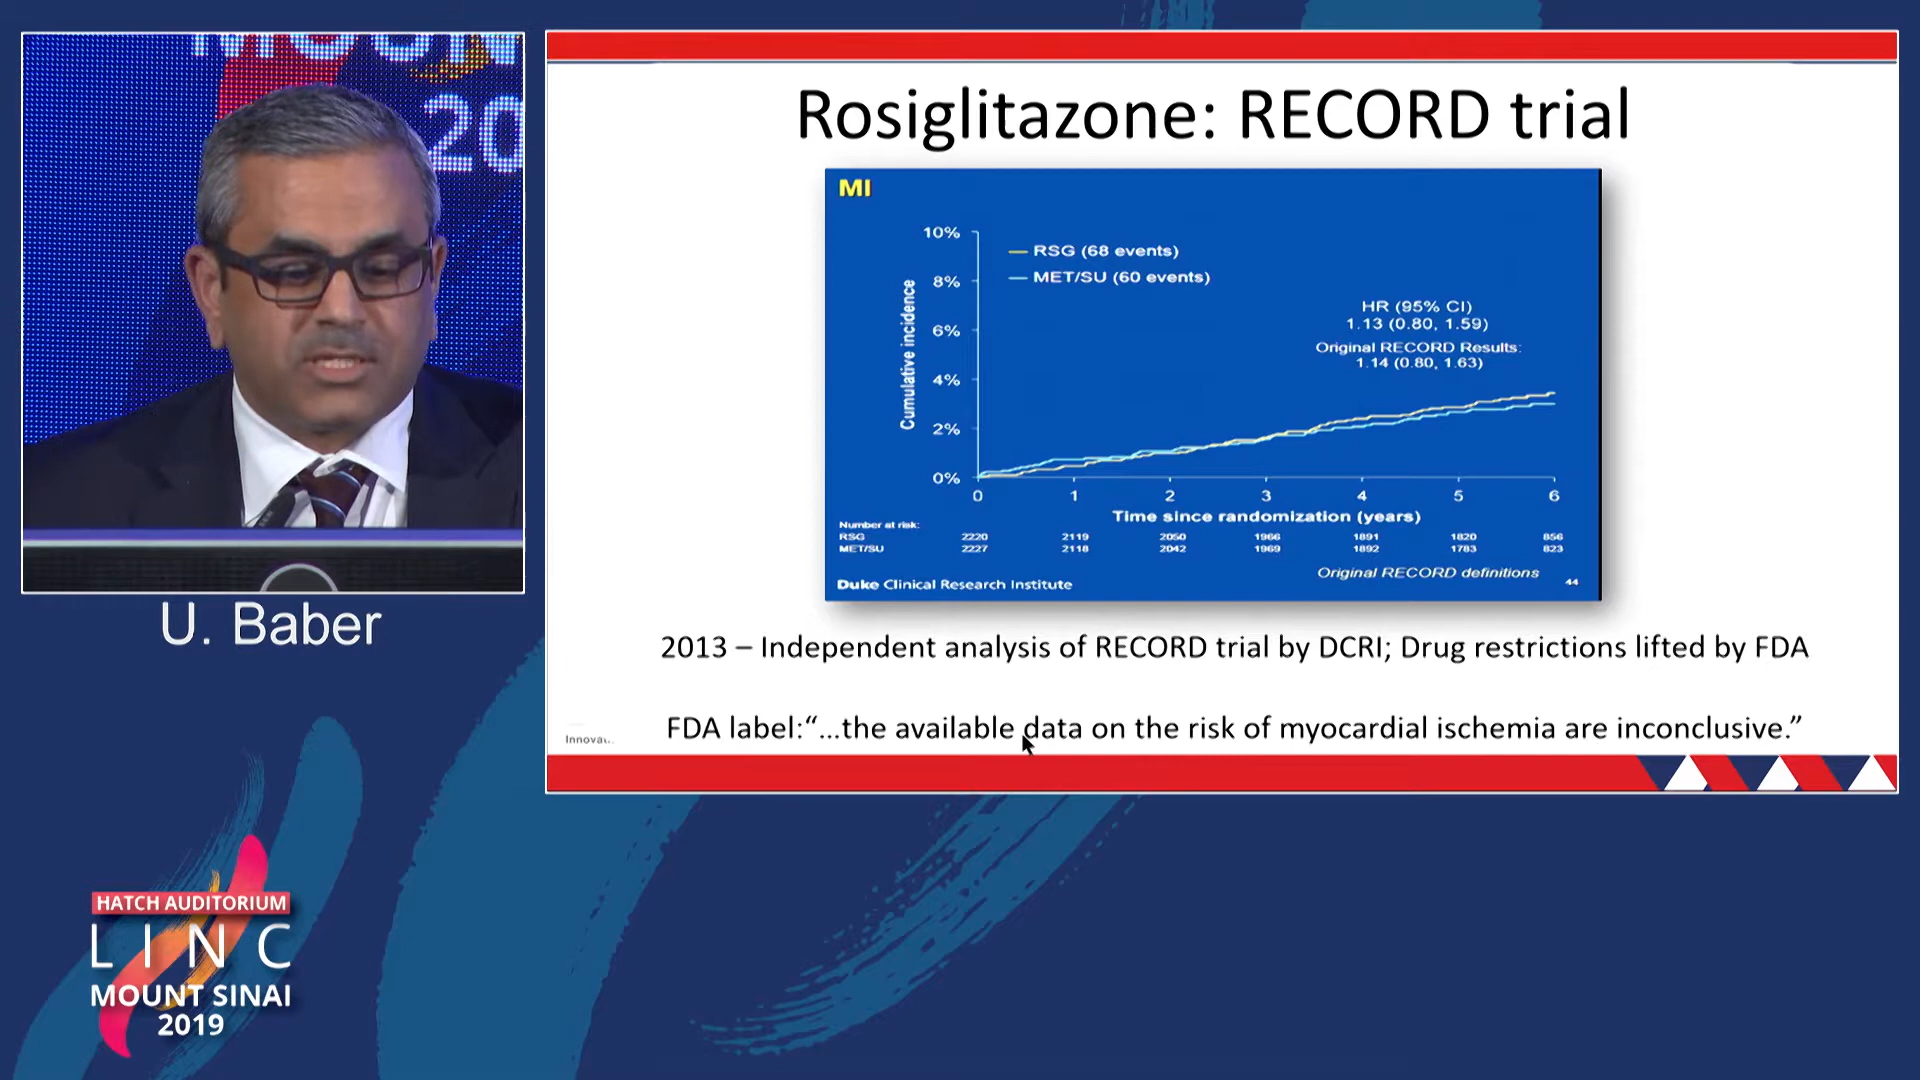 20
U. Baber
HATCH AUDITORIUM
LINC
MOUNT SINAI
2019
Rosiglitazone: RECORD trial
MI
10%
8%
6%
4%
2%
0%
Cumulative incidence
RSG (68 events)
MET/SU (60 events)
HR (95% CI)
1.13 (0.80, 1.59)
Original RECORD Results:
1.14 (0.80, 1.63)
0 1 2 3 4 5 6
Time since randomization (years)
Number at risk:
RSG 2220 2119 2050 1966 1891 1820 856
MET/SU 2227 2118 2042 1969 1892 1783 823
Original RECORD definitions
Duke Clinical Research Institute
44
2013 – Independent analysis of RECORD trial by DCRI; Drug restrictions lifted by FDA
FDA label:“...the available data on the risk of myocardial ischemia are inconclusive.”